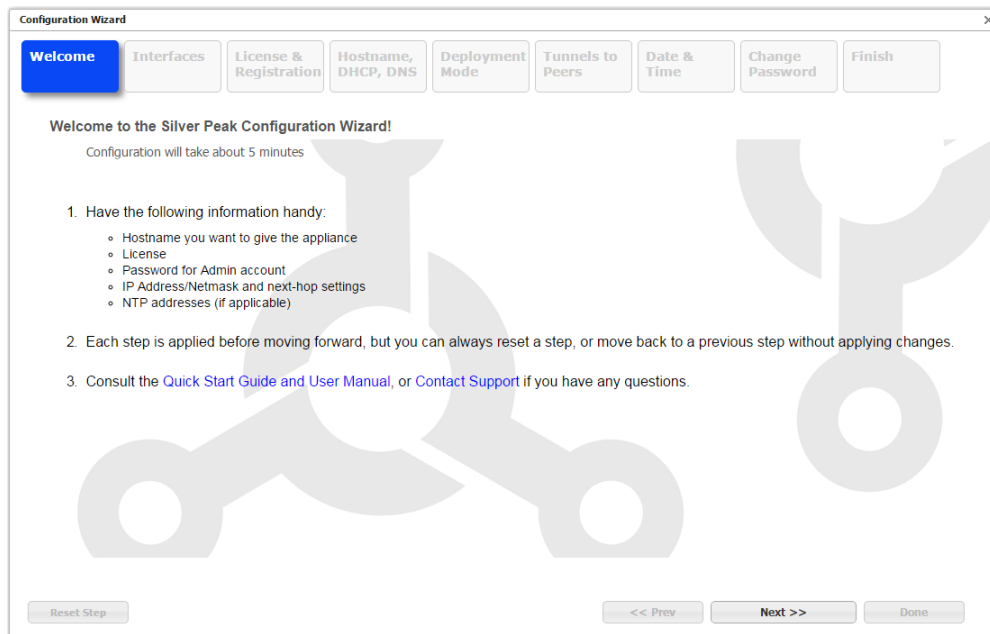 Configuration Wizard
Welcome
Interfaces
License &
Registration
Hostname,
DHCP, DNS
Deployment
Mode
Tunnels to
Peers
Date &
Time
Change
Password
Finish
Welcome to the Silver Peak Configuration Wizard!
Configuration will take about 5 minutes
1. Have the following information handy:
Hostname you want to give the appliance
License
Password for Admin account
IP Address/Netmask and next-hop settings
NTP addresses (if applicable)
2. Each step is applied before moving forward, but you can always reset a step, or move back to a previous step without applying changes.
3. Consult the Quick Start Guide and User Manual, or Contact Support if you have any questions.
Reset Step
<< Prev
Next >>
Done